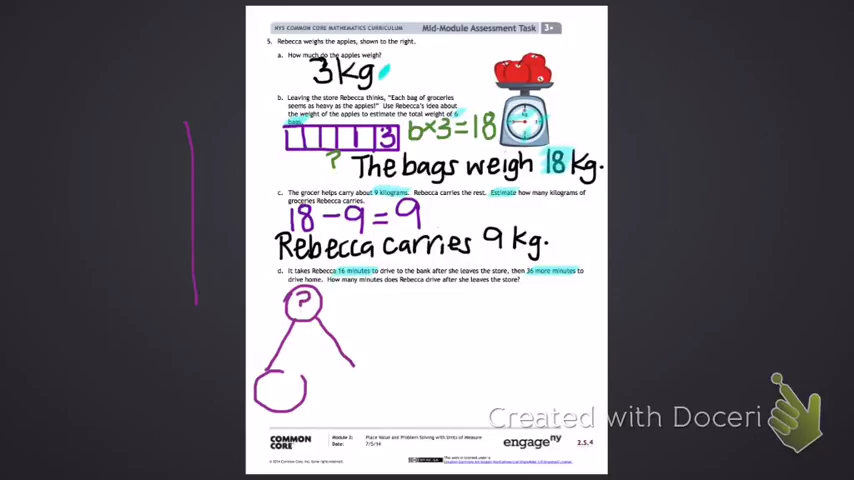 NYS COMMON CORE MATHEMATICS CURRICULUM Mid-Module Assessment Task 3•
5. Rebecca weighs the apples, shown to the right.
a. How much do the apples weigh?
3 kg.
b. Leaving the store Rebecca thinks, "Each bag of groceries
seems as heavy as the apples!" Use Rebecca's idea about
the weight of the apples to estimate the total weight of 6
bags.
3 6×3=18
?
The bags weigh 18 kg.
c. The grocer helps carry about 9 kilograms. Rebecca carries the rest. Estimate how many kilograms of
groceries Rebecca carries.
18-9=9
Rebecca carries 9 kg.
d. It takes Rebecca 16 minutes to drive to the bank after she leaves the store, then 36 more minutes to
drive home. How many minutes does Rebecca drive after she leaves the store?
?
Created with Doceri
COMMON
CORE
Module 2: Place Value and Problem Solving with Units of Measure
Date: 7/5/14
engageny
2.S.4